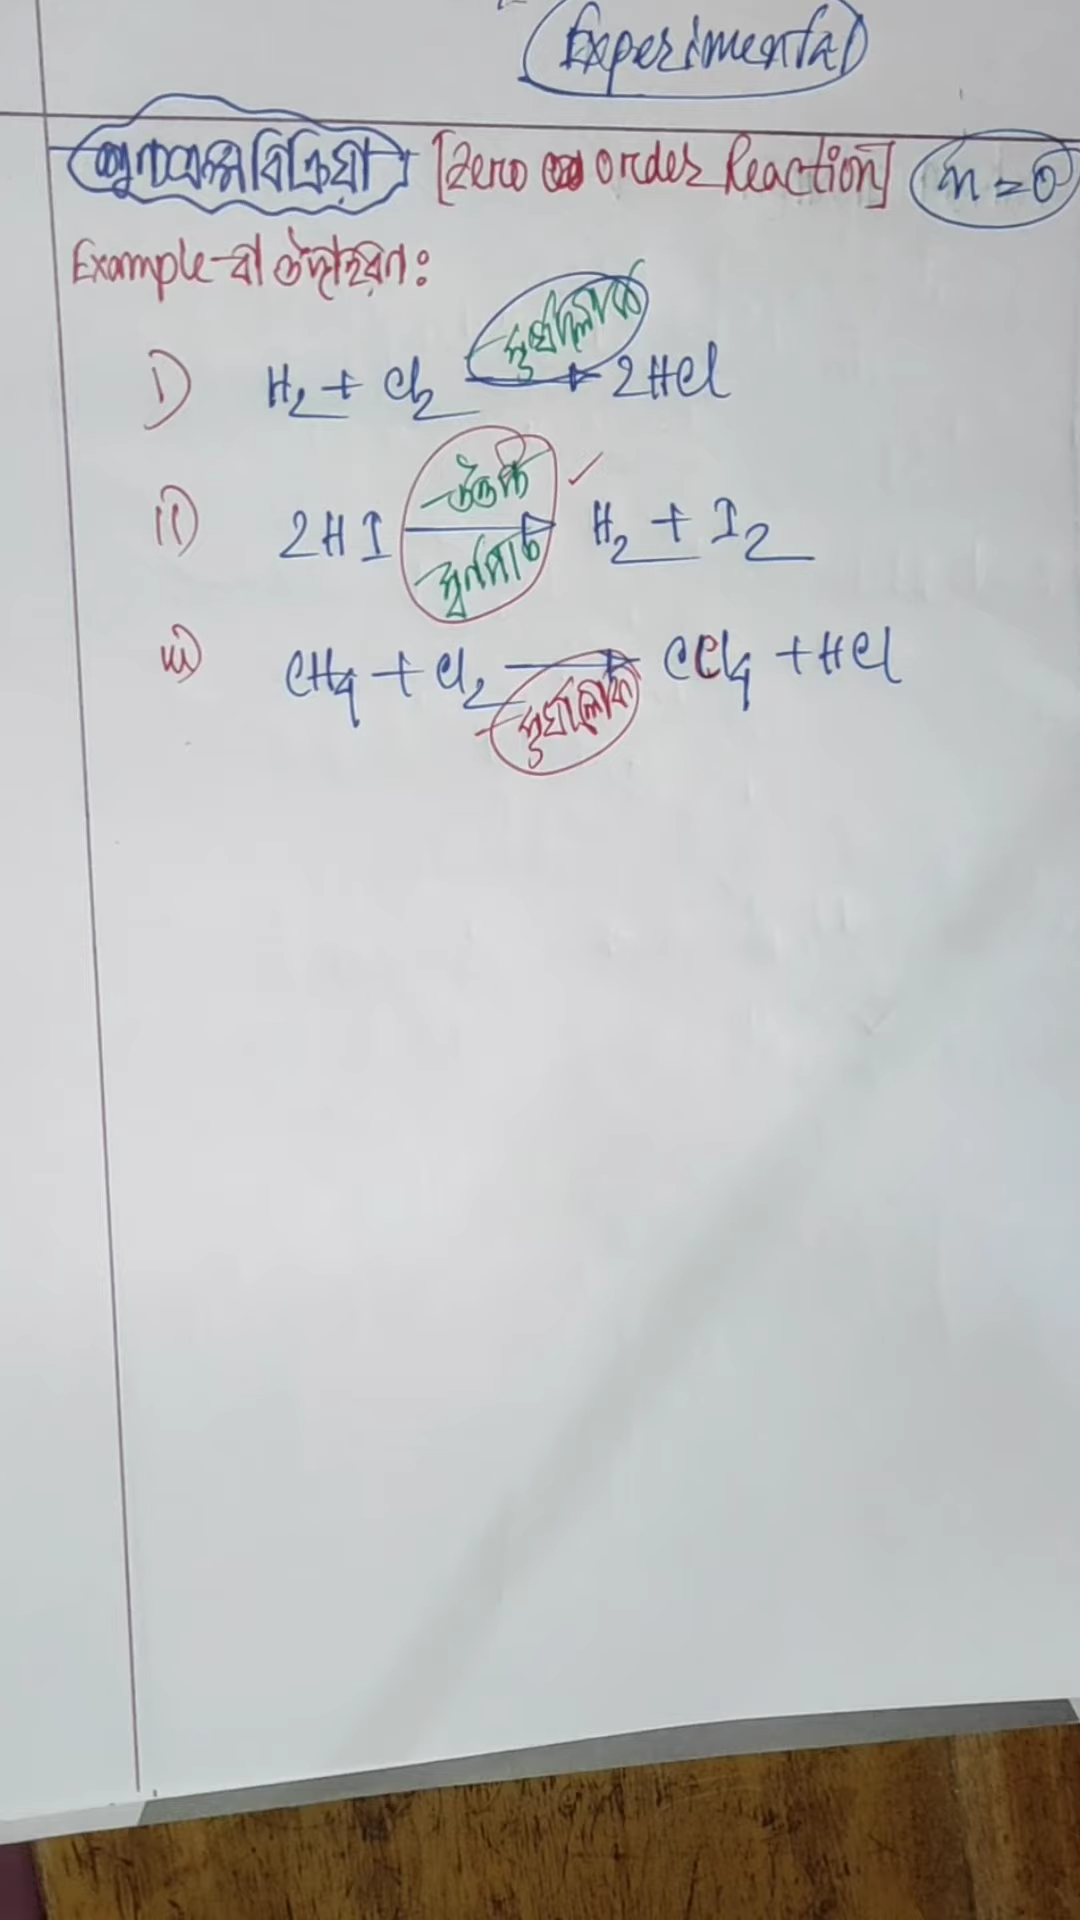 Experimental
শূন্যক্রম বিক্রিয়া [Zero order Reaction] n = 0
Example বা উদাহরণ :
i) H2 + Cl2 সূর্যালোক 2HCl
ii) 2HI উত্তপ্ত স্বর্ণপাত H2 + I2
iii) CH4 + Cl2 সূর্যালোক CCl4 + HCl